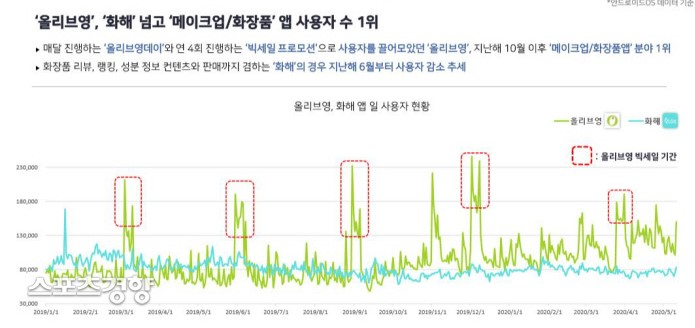 *안드로이드OS 데이터 기준
‘올리브영’, ‘화해’ 넘고 ‘메이크업/화장품’ 앱 사용자 수 1위
▸ 매달 진행하는 ‘올리브영데이’와 연 4회 진행하는 ‘빅세일 프로모션’으로 사용자를 끌어모았던 ‘올리브영’, 지난해 10월 이후 ‘메이크업/화장품앱’ 분야 1위
▸ 화장품 리뷰, 랭킹, 성분 정보 컨텐츠와 판매까지 겸하는 ‘화해’의 경우 지난해 6월부터 사용자 감소 추세
올리브영, 화해 앱 일 사용자 현황
올리브영 화해
: 올리브영 빅세일 기간
230,000
180,000
130,000
80,000
30,000
스포츠경향
2019/1/1 2019/2/1 2019/3/1 2019/4/1 2019/5/1 2019/6/1 2019/7/1 2019/8/1 2019/9/1 2019/10/1 2019/11/1 2019/12/1 2020/1/1 2020/2/1 2020/3/1 2020/4/1 2020/5/1